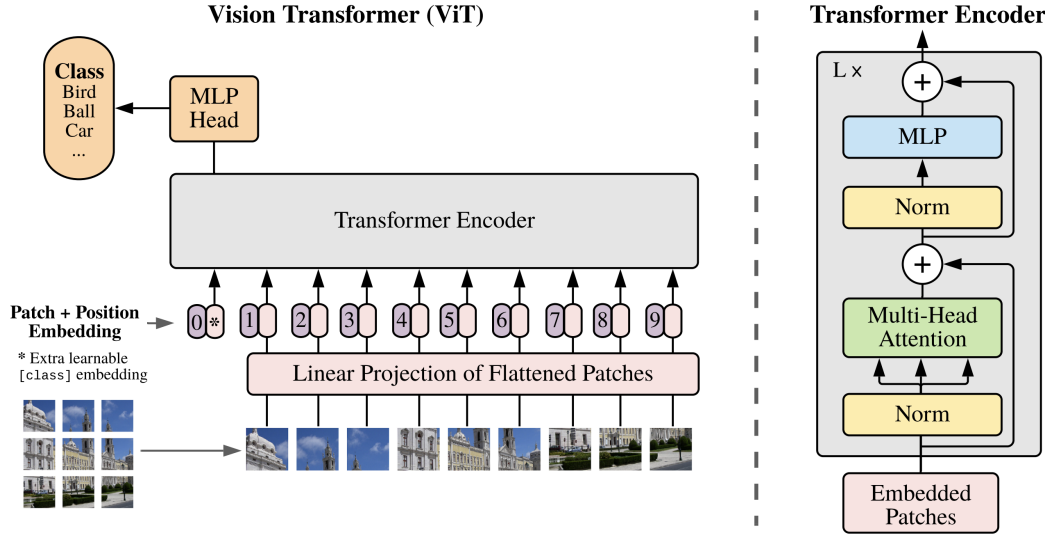 Vision Transformer (ViT)
Class
Bird
Ball
Car
...
MLP
Head
Transformer Encoder
Patch + Position
Embedding
0 * 1 2 3 4 5 6 7 8 9
* Extra learnable
[class] embedding
Linear Projection of Flattened Patches
Transformer Encoder
L ×
+
MLP
Norm
+
Multi-Head
Attention
Norm
Embedded
Patches